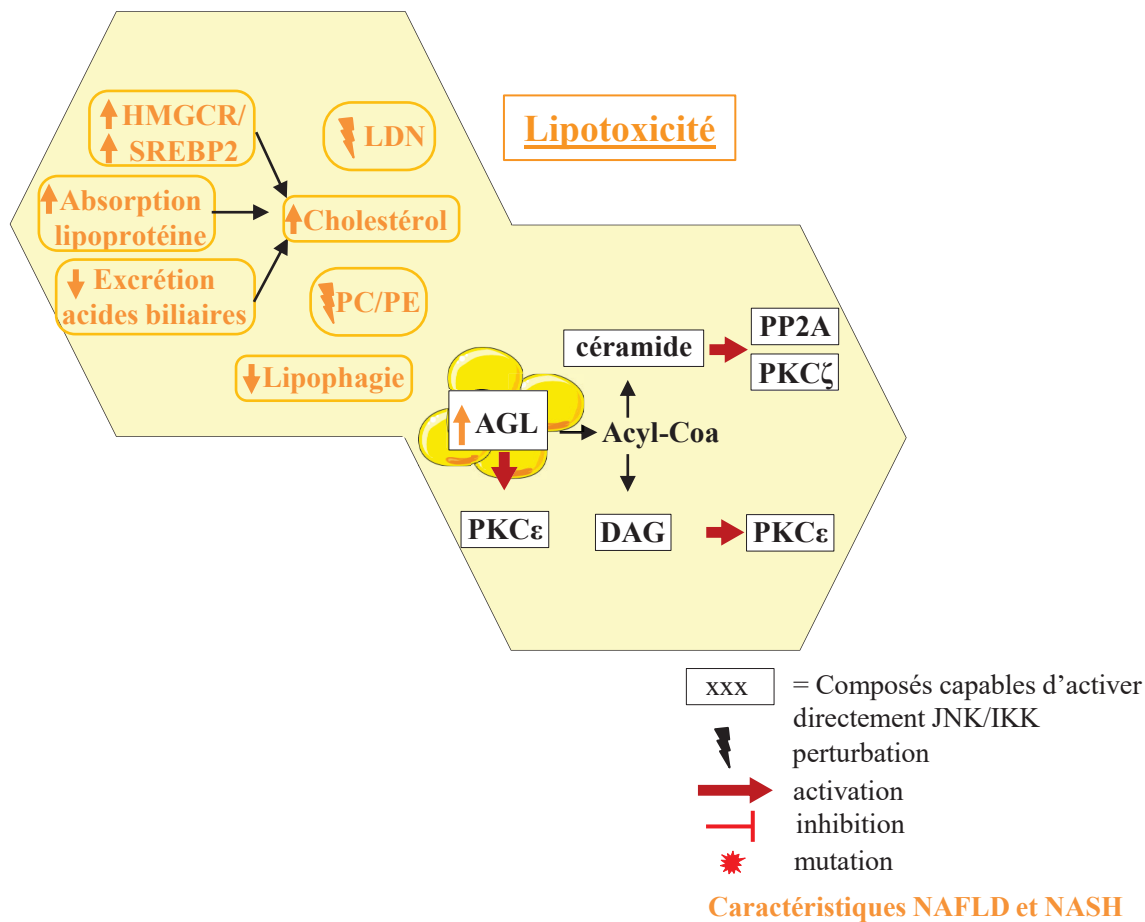 Lipotoxicité
HMGCR/
SREBP2
LDN
Absorption
lipoprotéine
Cholestérol
Excrétion
acides biliaires
PC/PE
Lipophagie
céramide
PP2A
PKCζ
AGL
Acyl-Coa
PKCε
DAG
PKCε
xxx
= Composés capables d’activer
directement JNK/IKK
perturbation
activation
inhibition
mutation
Caractéristiques NAFLD et NASH